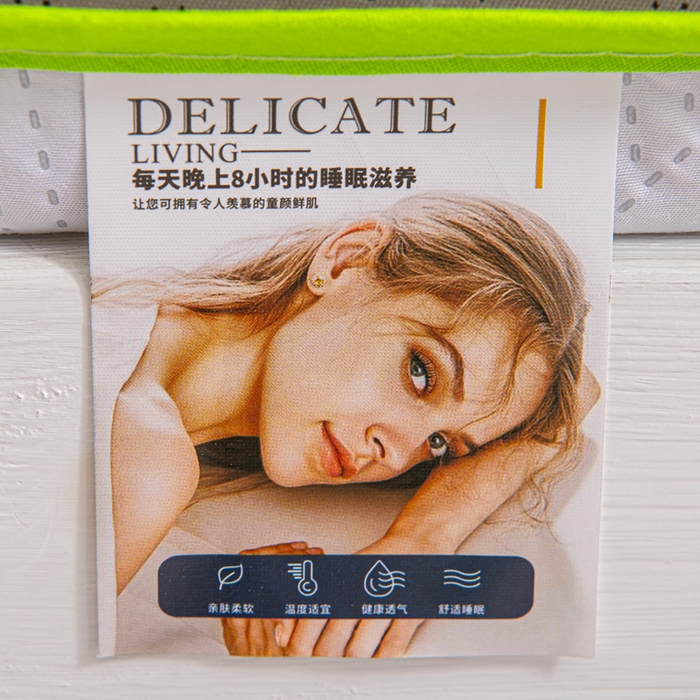 DELICATE
LIVING
每天晚上8小时的睡眠滋养
让您可拥有令人羡慕的童颜鲜肌
亲肤柔软 温度适宜 健康透气 舒适睡眠